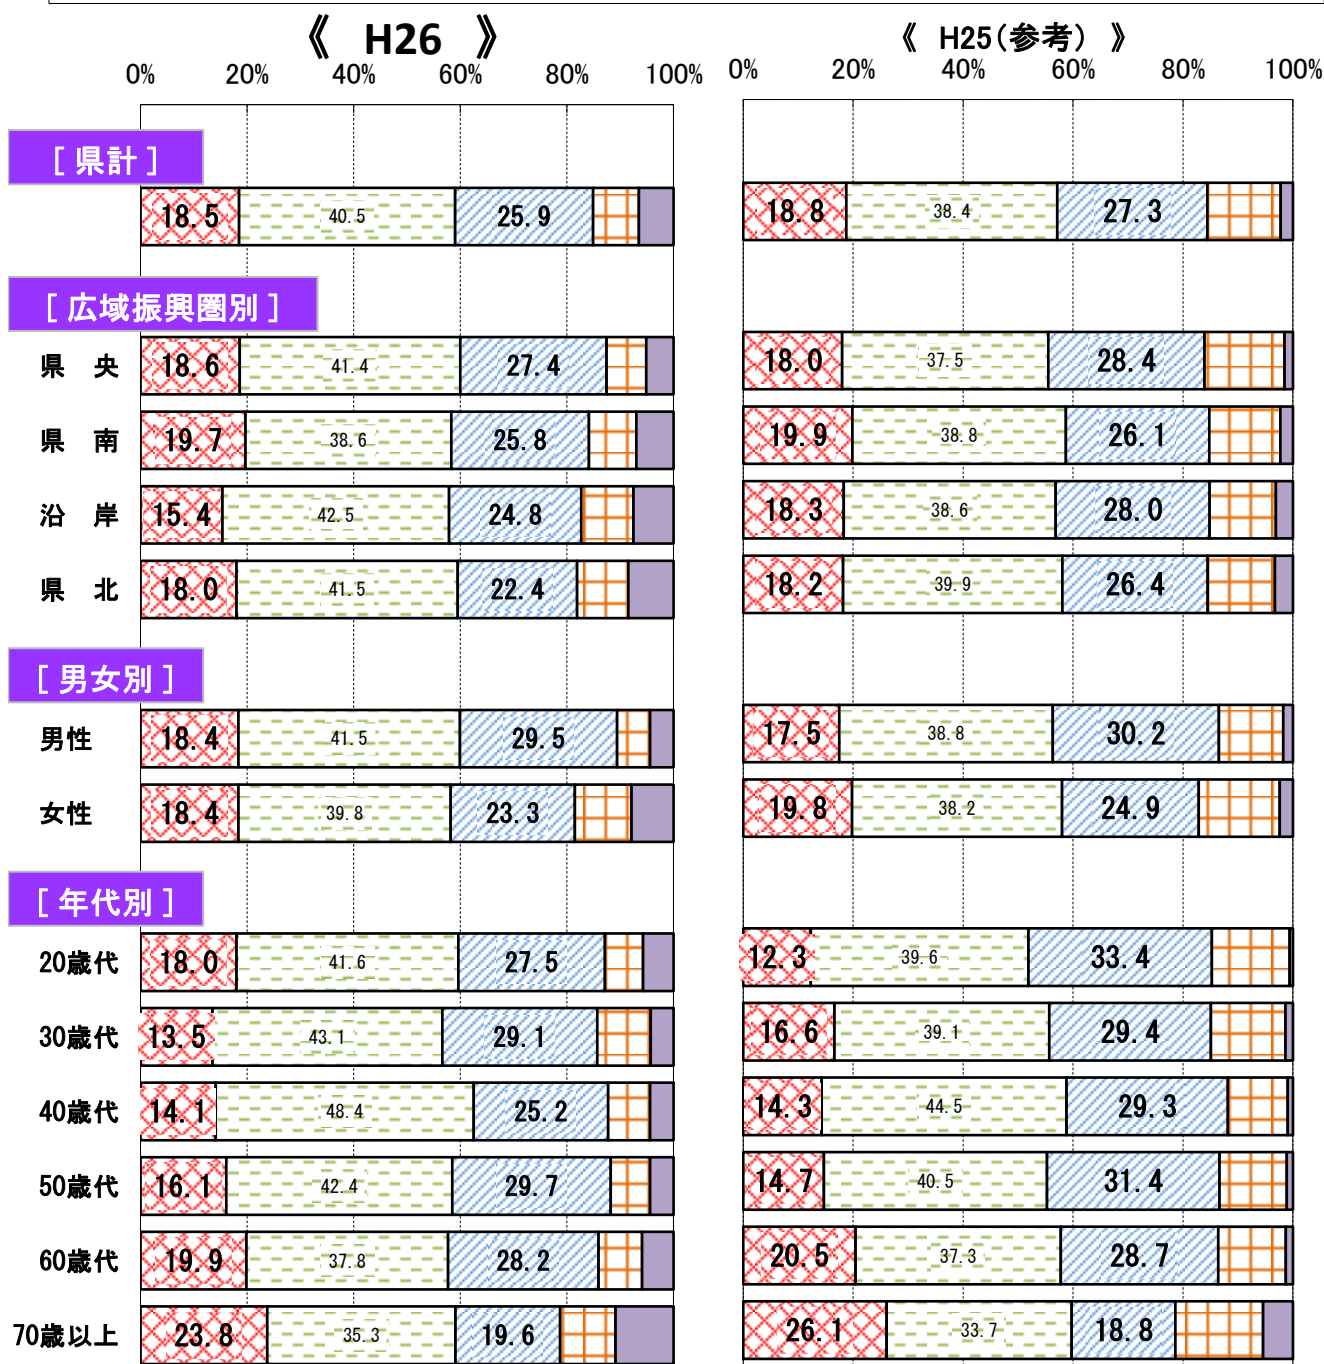 《 H26 》
《 H25(参考) 》
0% 20% 40% 60% 80% 100%
0% 20% 40% 60% 80% 100%
[ 県計 ]
18.5 40.5 25.9
18.8 38.4 27.3
[ 広域振興圏別 ]
県 央 18.6 41.4 27.4
18.0 37.5 28.4
県 南 19.7 38.6 25.8
19.9 38.8 26.1
沿 岸 15.4 42.5 24.8
18.3 38.6 28.0
県 北 18.0 41.5 22.4
18.2 39.9 26.4
[ 男女別 ]
男性 18.4 41.5 29.5
17.5 38.8 30.2
女性 18.4 39.8 23.3
19.8 38.2 24.9
[ 年代別 ]
20歳代 18.0 41.6 27.5
12.3 39.6 33.4
30歳代 13.5 43.1 29.1
16.6 39.1 29.4
40歳代 14.1 48.4 25.2
14.3 44.5 29.3
50歳代 16.1 42.4 29.7
14.7 40.5 31.4
60歳代 19.9 37.8 28.2
20.5 37.3 28.7
70歳以上 23.8 35.3 19.6
26.1 33.7 18.8